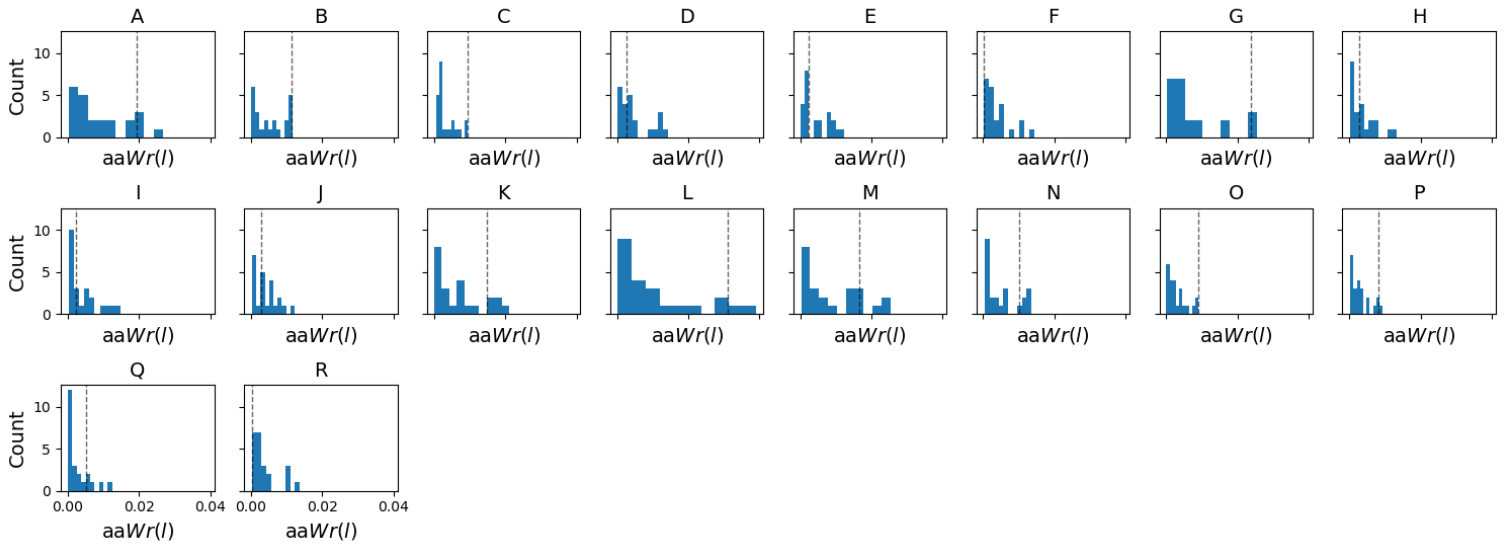 A B C D E F G H
10
5
0
Count
aaWr(l) aaWr(l) aaWr(l) aaWr(l) aaWr(l) aaWr(l) aaWr(l) aaWr(l)
I J K L M N O P
10
5
0
Count
aaWr(l) aaWr(l) aaWr(l) aaWr(l) aaWr(l) aaWr(l) aaWr(l) aaWr(l)
Q R
10
5
0
Count
0.00 0.02 0.04 0.00 0.02 0.04
aaWr(l) aaWr(l)